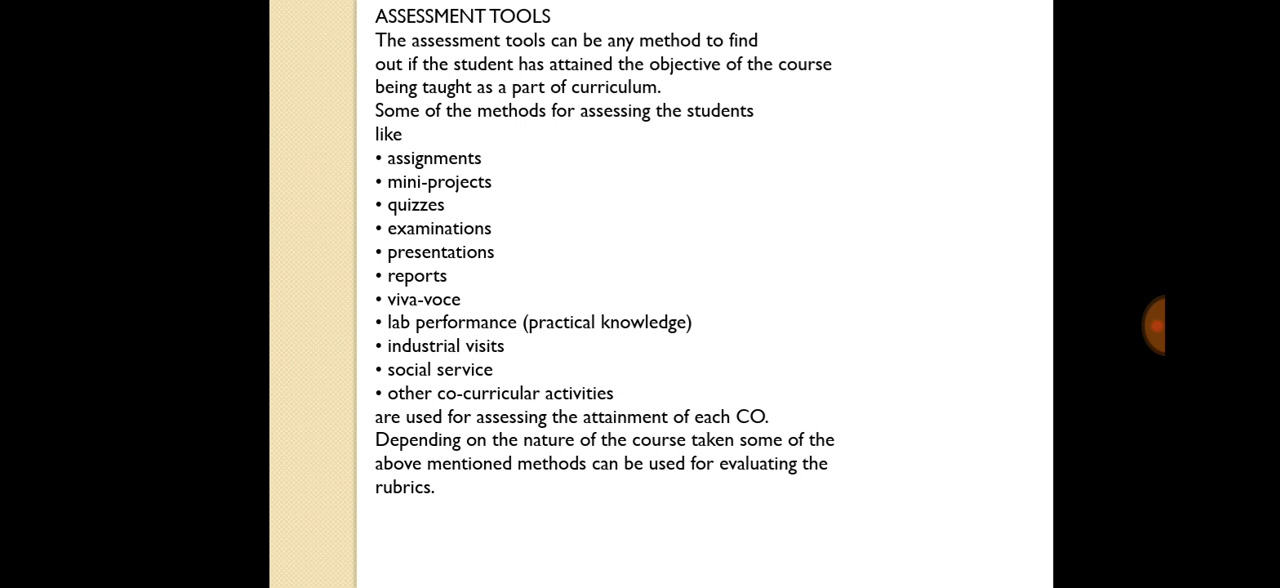 ASSESSMENT TOOLS
The assessment tools can be any method to find
out if the student has attained the objective of the course
being taught as a part of curriculum.
Some of the methods for assessing the students
like
• assignments
• mini-projects
• quizzes
• examinations
• presentations
• reports
• viva-voce
• lab performance (practical knowledge)
• industrial visits
• social service
• other co-curricular activities
are used for assessing the attainment of each CO.
Depending on the nature of the course taken some of the
above mentioned methods can be used for evaluating the
rubrics.